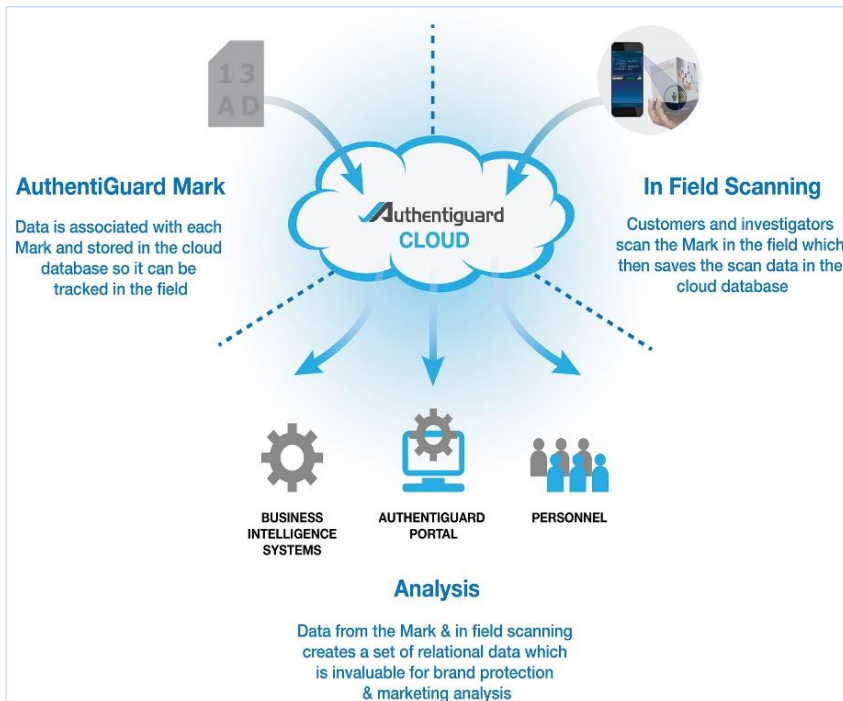 13
AD
AuthentiGuard Mark
Data is associated with each
Mark and stored in the cloud
database so it can be
tracked in the field
Authentiguard
CLOUD
In Field Scanning
Customers and investigators
scan the Mark in the field which
then saves the scan data in the
cloud database
BUSINESS
INTELLIGENCE
SYSTEMS
AUTHENTIGUARD
PORTAL
PERSONNEL
Analysis
Data from the Mark & in field scanning
creates a set of relational data which
is invaluable for brand protection
& marketing analysis